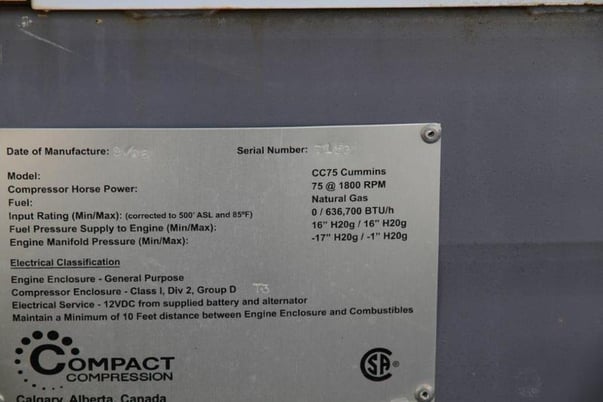 Date of Manufacture: Serial Number:
Model: CC75 Cummins
Compressor Horse Power: 75 @ 1800 RPM
Fuel: Natural Gas
Input Rating (Min/Max): (corrected to 500' ASL and 85ºF) 0 / 636,700 BTU/h
Fuel Pressure Supply to Engine (Min/Max): 16" H20g / 16" H20g
Engine Manifold Pressure (Min/Max): -17" H20g / -1" H20g
Electrical Classification
Engine Enclosure - General Purpose
Compressor Enclosure - Class I, Div 2, Group D T3
Electrical Service - 12VDC from supplied battery and alternator
Maintain a Minimum of 10 Feet distance between Engine Enclosure and Combustibles
COMPACT
COMPRESSION
SA ®
Calgary, Alberta, Canada